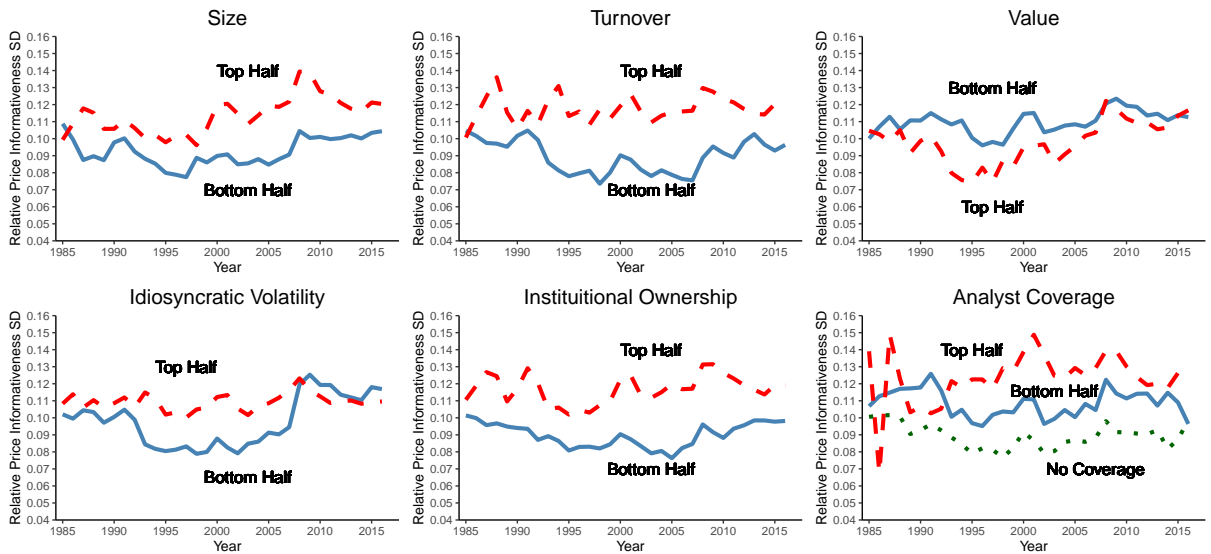 Size
Relative Price Informativeness SD
0.16
0.15
0.14
0.13
0.12
0.11
0.10
0.09
0.08
0.07
0.06
0.05
0.04
Top Half
Bottom Half
1985 1990 1995 2000 2005 2010 2015
Year
Turnover
Relative Price Informativeness SD
0.16
0.15
0.14
0.13
0.12
0.11
0.10
0.09
0.08
0.07
0.06
0.05
0.04
Top Half
Bottom Half
1985 1990 1995 2000 2005 2010 2015
Year
Value
Relative Price Informativeness SD
0.16
0.15
0.14
0.13
0.12
0.11
0.10
0.09
0.08
0.07
0.06
0.05
0.04
Bottom Half
Top Half
1985 1990 1995 2000 2005 2010 2015
Year
Idiosyncratic Volatility
Relative Price Informativeness SD
0.16
0.15
0.14
0.13
0.12
0.11
0.10
0.09
0.08
0.07
0.06
0.05
0.04
Top Half
Bottom Half
1985 1990 1995 2000 2005 2010 2015
Year
Instituitional Ownership
Relative Price Informativeness SD
0.16
0.15
0.14
0.13
0.12
0.11
0.10
0.09
0.08
0.07
0.06
0.05
0.04
Top Half
Bottom Half
1985 1990 1995 2000 2005 2010 2015
Year
Analyst Coverage
Relative Price Informativeness SD
0.16
0.15
0.14
0.13
0.12
0.11
0.10
0.09
0.08
0.07
0.06
0.05
0.04
Top Half
Bottom Half
No Coverage
1985 1990 1995 2000 2005 2010 2015
Year